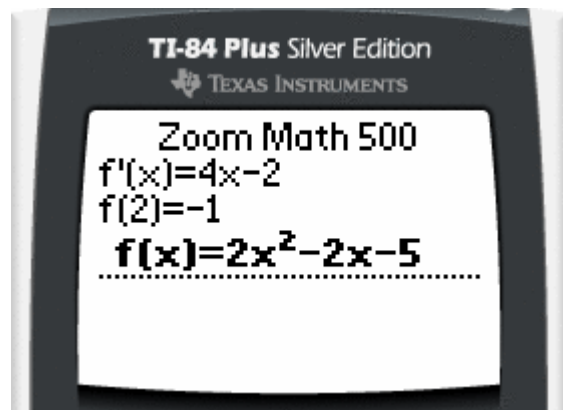 TI-84 Plus Silver Edition
TEXAS INSTRUMENTS
Zoom Math 500
f'(x)=4x-2
f(2)=-1
f(x)=2x²-2x-5